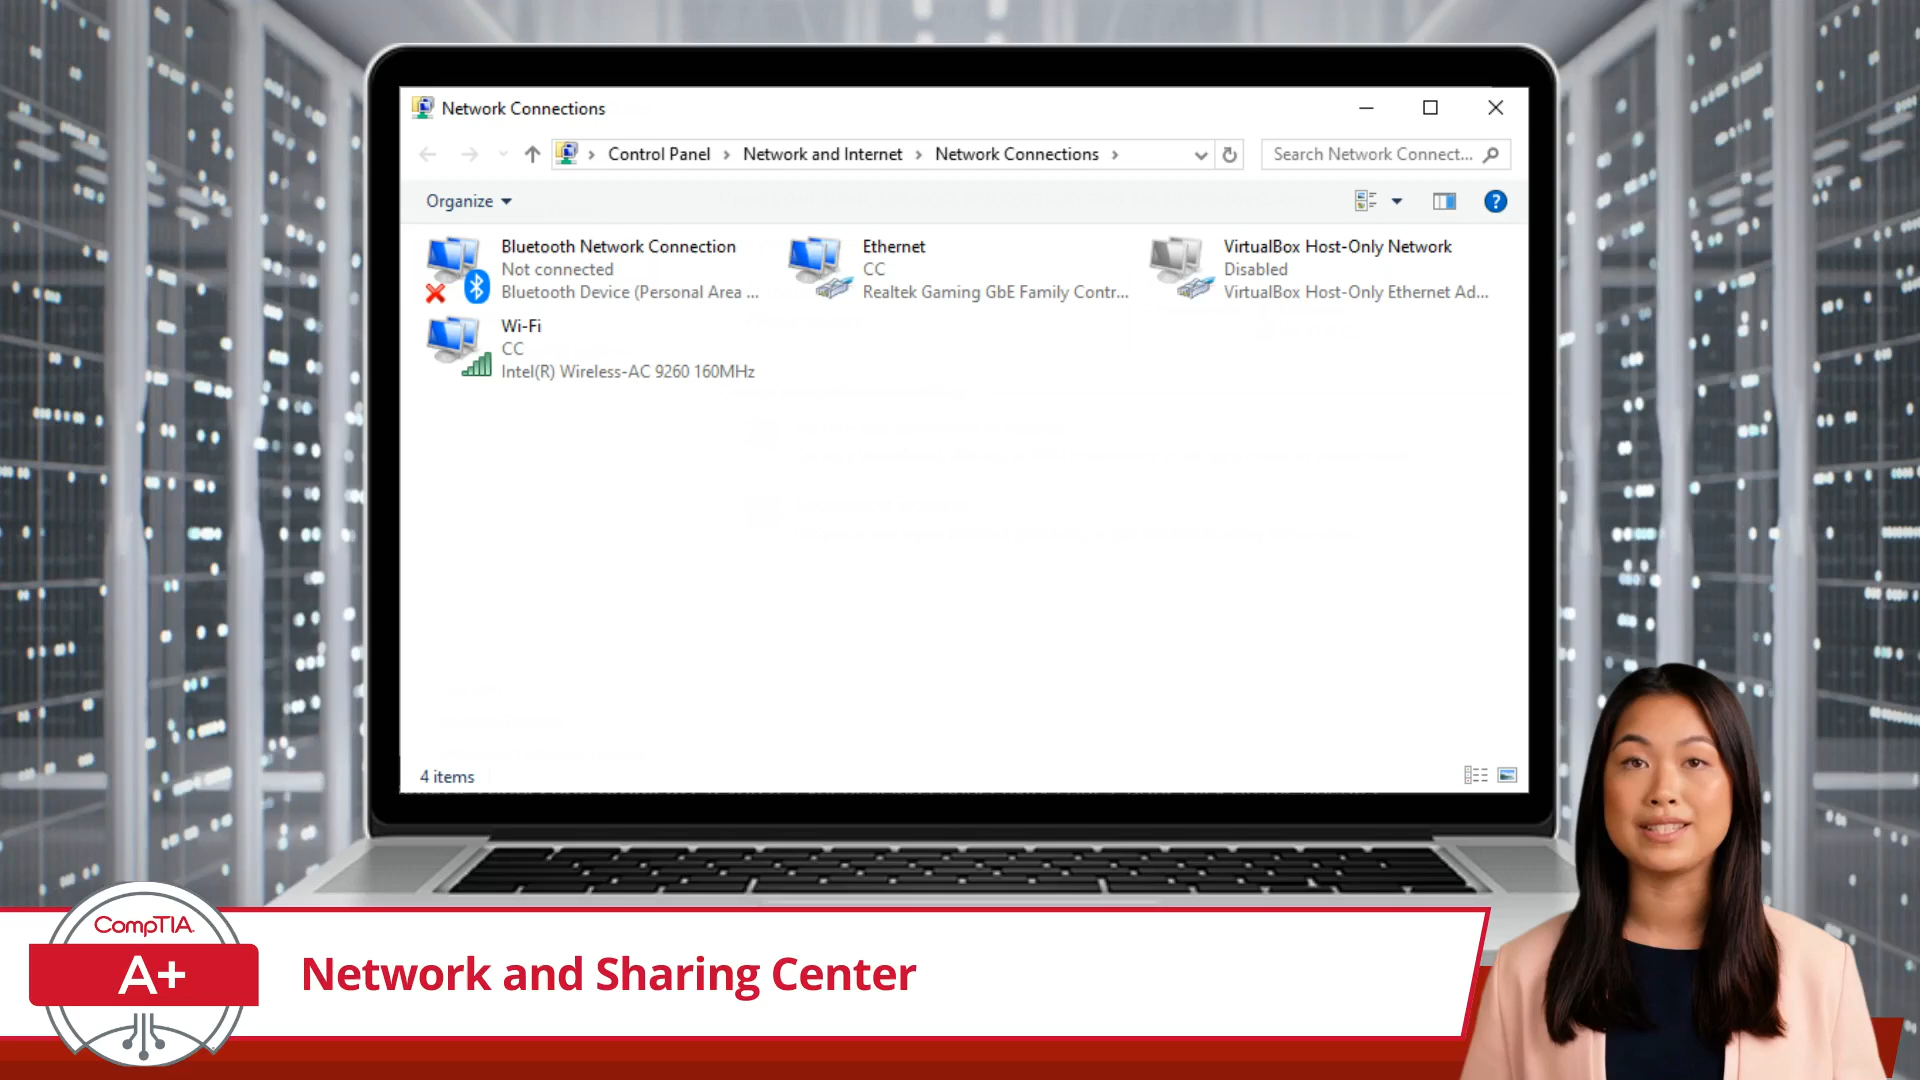 Network Connections
Control Panel
Network and Internet
Network Connections
Search Network Connect...
Organize
Bluetooth Network Connection
Not connected
Bluetooth Device (Personal Area ...
Ethernet
CC
Realtek Gaming GbE Family Contr...
VirtualBox Host-Only Network
Disabled
VirtualBox Host-Only Ethernet Ad...
Wi-Fi
CC
Intel(R) Wireless-AC 9260 160MHz
4 items
CompTIA.
A+
Network and Sharing Center